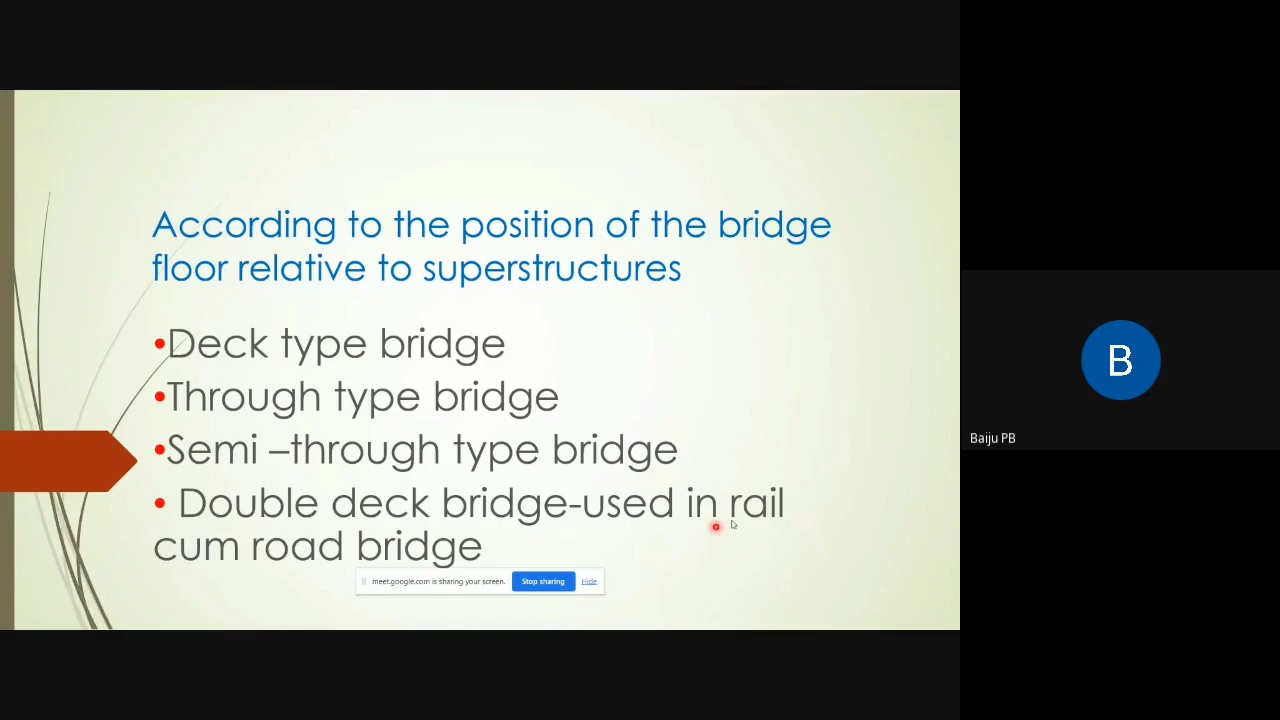 According to the position of the bridge
floor relative to superstructures
•Deck type bridge
•Through type bridge
•Semi –through type bridge
• Double deck bridge-used in rail
cum road bridge
meet.google.com is sharing your screen. Stop sharing Hide
B
Baiju PB